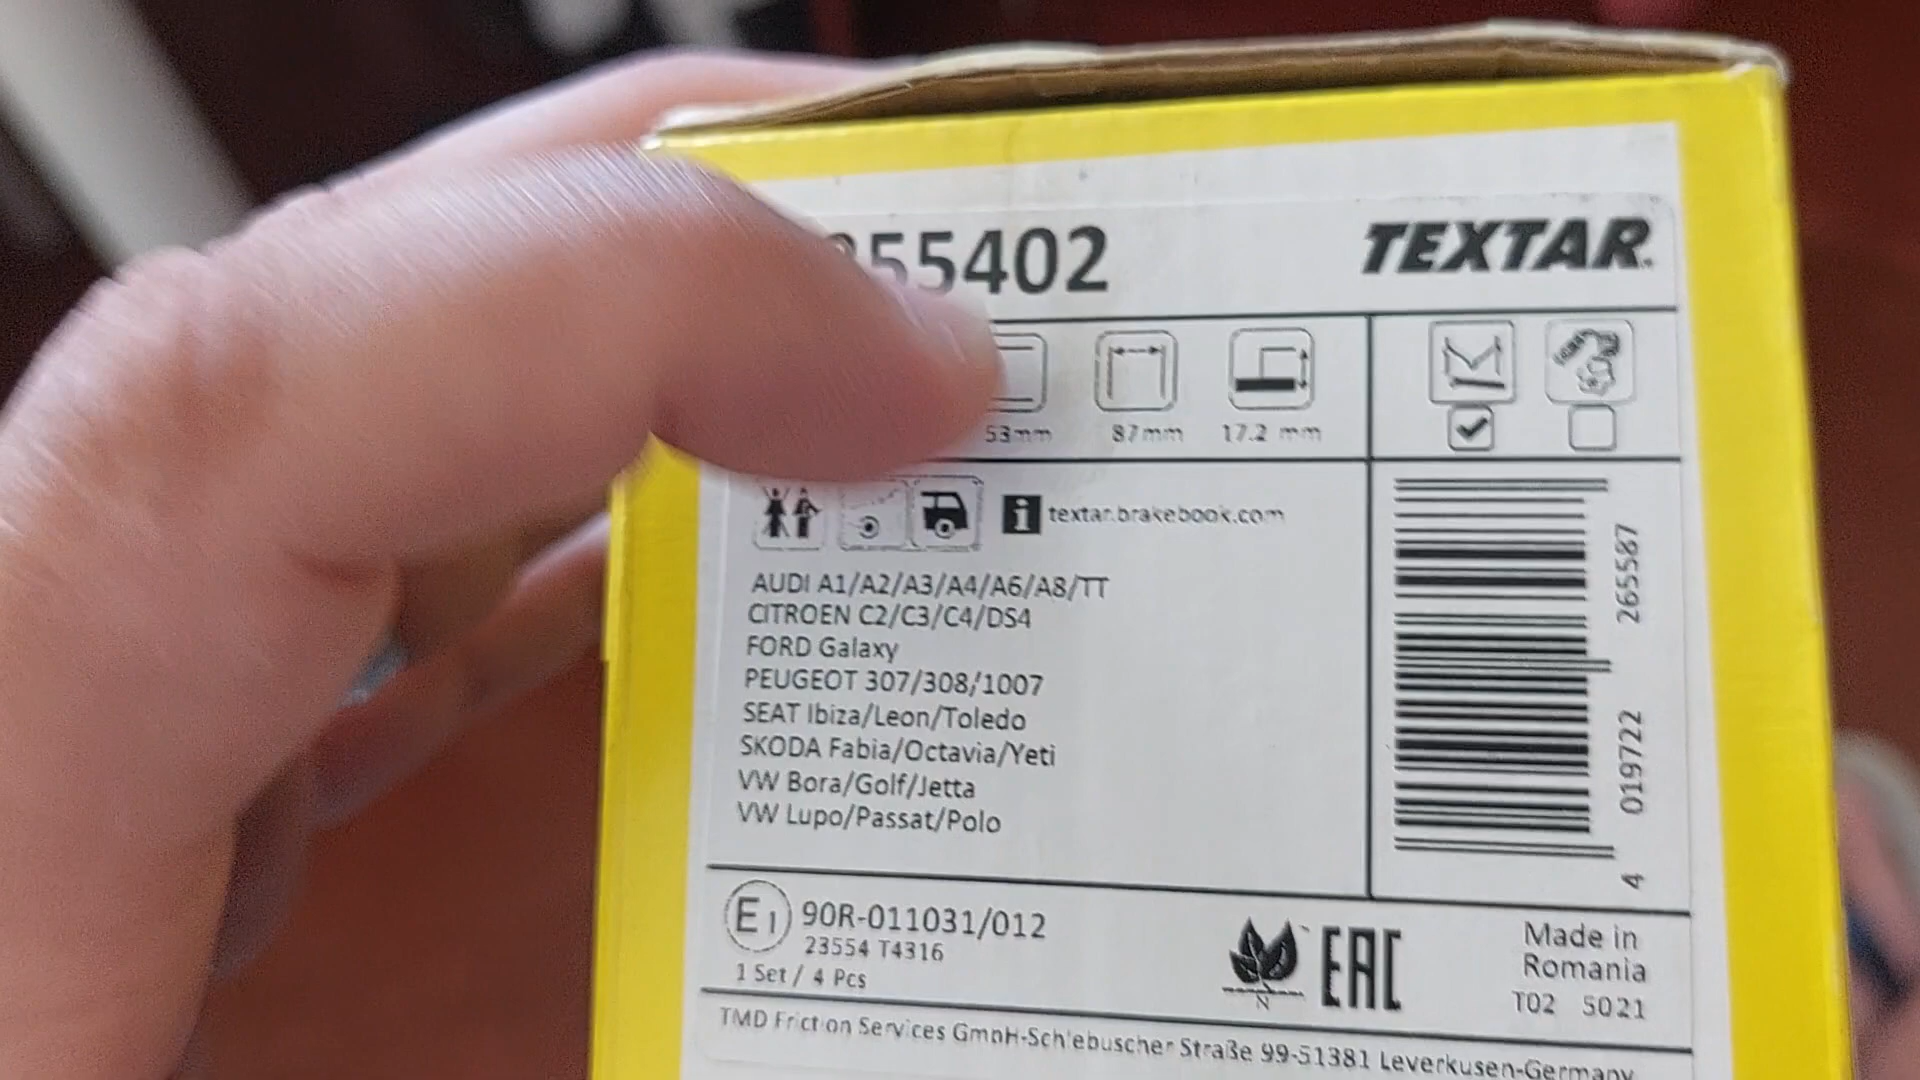 55402
TEXTAR
53mm 87mm 17.2 mm
i textar.brakebook.com
AUDI A1/A2/A3/A4/A6/A8/TT
CITROEN C2/C3/C4/DS4
FORD Galaxy
PEUGEOT 307/308/1007
SEAT Ibiza/Leon/Toledo
SKODA Fabia/Octavia/Yeti
VW Bora/Golf/Jetta
VW Lupo/Passat/Polo
4 019722 265587
E1 90R-011031/012
23554 T4316
1 Set / 4 Pcs
N
EAC
Made in
Romania
T02 5021
TMD Friction Services GmbH-Schlebuscher Straße 99-51381 Leverkusen-Germany